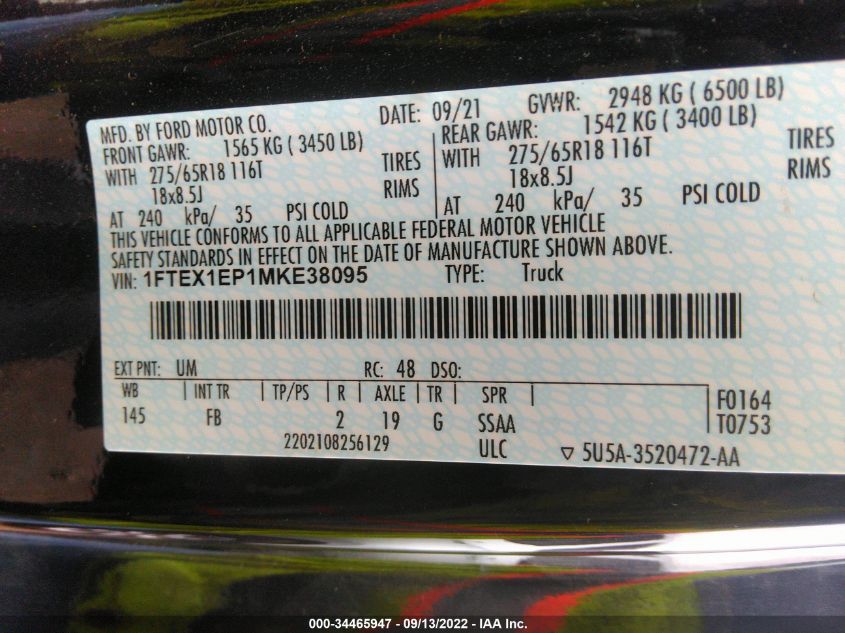 MFD. BY FORD MOTOR CO. DATE: 09/21 GVWR: 2948 KG ( 6500 LB)
FRONT GAWR: 1565 KG ( 3450 LB) REAR GAWR: 1542 KG ( 3400 LB)
WITH 275/65R18 116T TIRES WITH 275/65R18 116T TIRES
18x8.5J RIMS 18x8.5J RIMS
AT 240 kPa/ 35 PSI COLD AT 240 kPa/ 35 PSI COLD
THIS VEHICLE CONFORMS TO ALL APPLICABLE FEDERAL MOTOR VEHICLE
SAFETY STANDARDS IN EFFECT ON THE DATE OF MANUFACTURE SHOWN ABOVE.
VIN: 1FTEX1EP1MKE38095 TYPE: Truck
EXT PNT: UM RC: 48 DSO:
WB INT TR TP/PS R AXLE TR SPR F0164
145 FB 2 19 G SSAA T0753
2202108256129 ULC ▽ 5U5A-3520472-AA
000-34465947 - 09/13/2022 - IAA Inc.